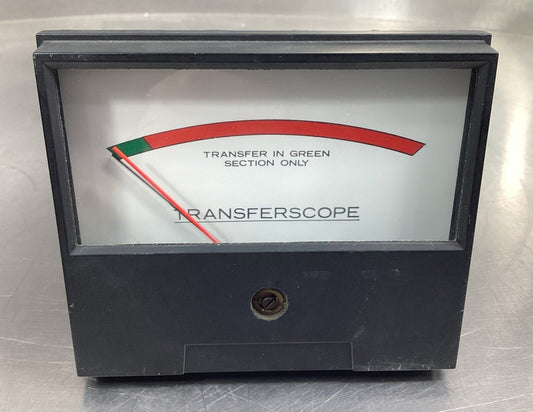 TRANSFER IN GREEN
SECTION ONLY
TRANSFERSCOPE